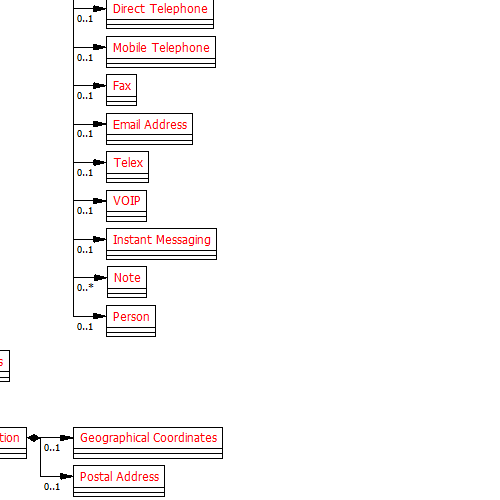 Direct Telephone
0..1
Mobile Telephone
0..1
Fax
0..1
Email Address
0..1
Telex
0..1
VOIP
0..1
Instant Messaging
0..1
Note
0..*
Person
0..1
Geographical Coordinates
0..1
Postal Address
0..1